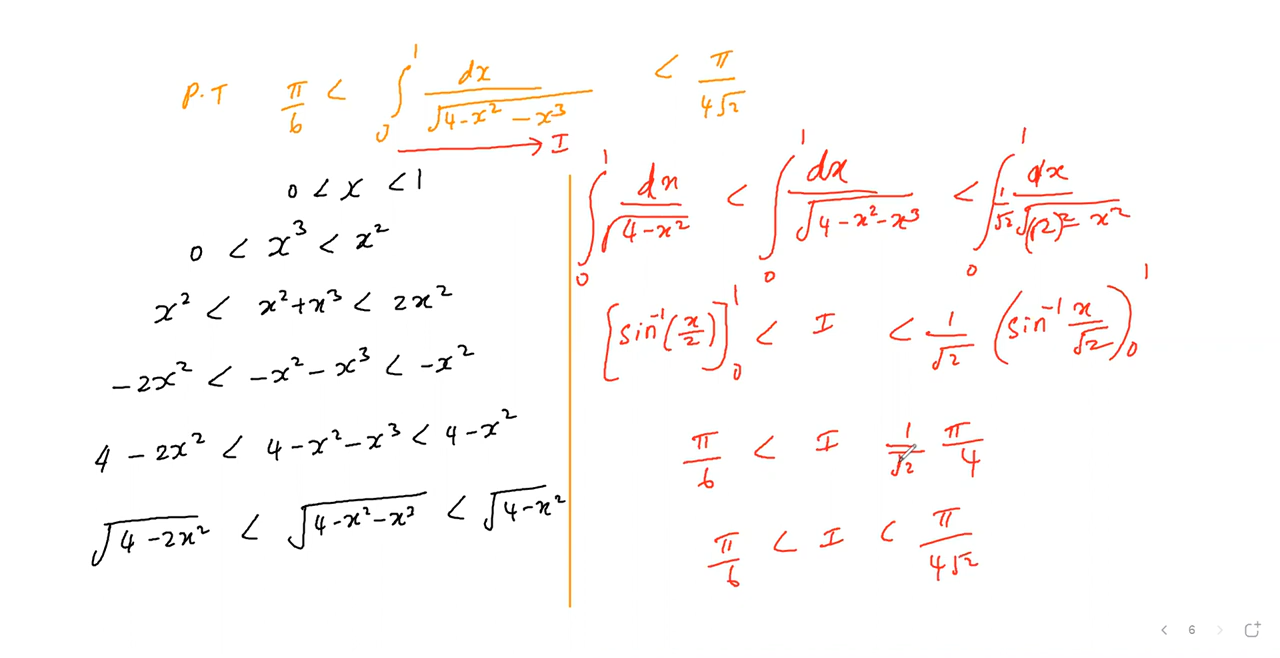 P.T π/6 < ∫₀¹ dx/√(4-x² -x³) < π/(4√2)
→ I
0 < x < 1
0 < x³ < x²
x² < x²+x³ < 2x²
-2x² < -x²-x³ < -x²
4-2x² < 4-x²-x³ < 4-x²
√(4-2x²) < √(4-x²-x³) < √(4-x²)
∫₀¹ dx/√(4-x²) < ∫₀¹ dx/√(4-x²-x³) < ∫₀¹ 1/√2 dx/√((√2)²-x²)
[sin⁻¹(x/2)]₀¹ < I < 1/√2 (sin⁻¹ x/√2)₀¹
π/6 < I 1/√2 π/4
π/6 < I < π/(4√2)
< 6 >